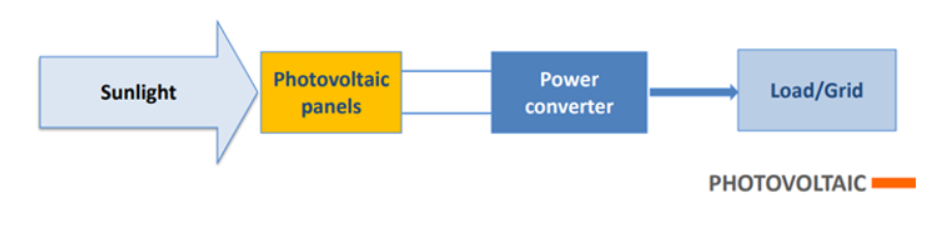 Sunlight
Photovoltaic
panels
Power
converter
Load/Grid
PHOTOVOLTAIC